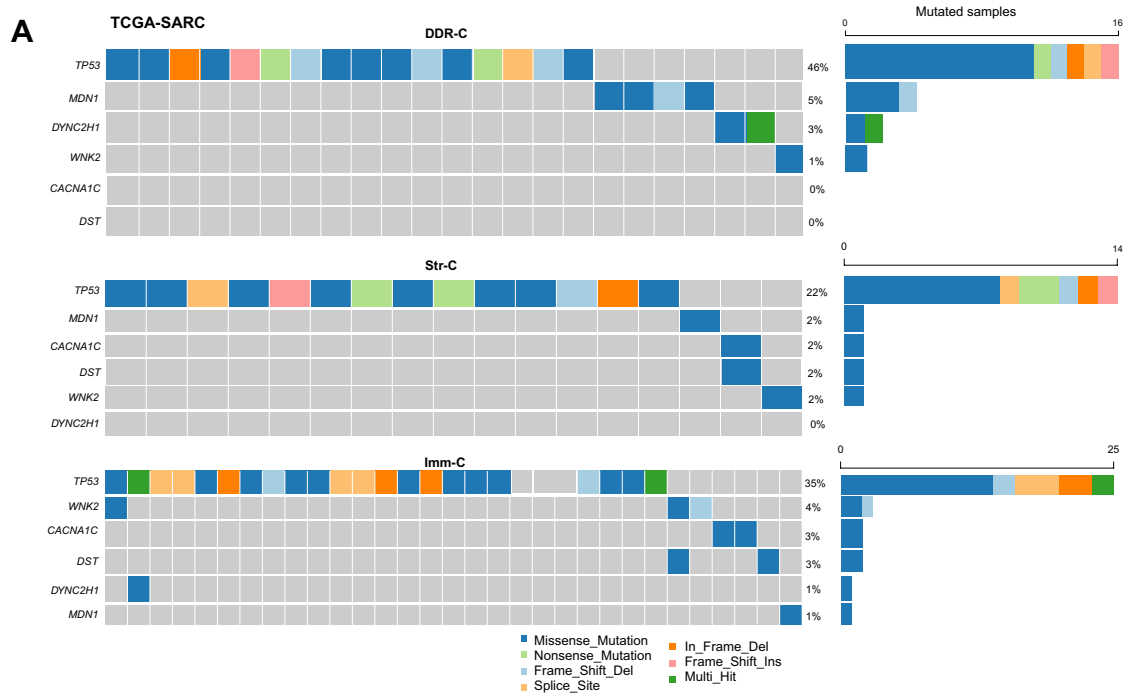 A
TCGA-SARC
DDR-C
Mutated samples
0 16
TP53 46%
MDN1 5%
DYNC2H1 3%
WNK2 1%
CACNA1C 0%
DST 0%
Str-C
0 14
TP53 22%
MDN1 2%
CACNA1C 2%
DST 2%
WNK2 2%
DYNC2H1 0%
Imm-C
0 25
TP53 35%
WNK2 4%
CACNA1C 3%
DST 3%
DYNC2H1 1%
MDN1 1%
Missense_Mutation
Nonsense_Mutation
Frame_Shift_Del
Splice_Site
In_Frame_Del
Frame_Shift_Ins
Multi_Hit